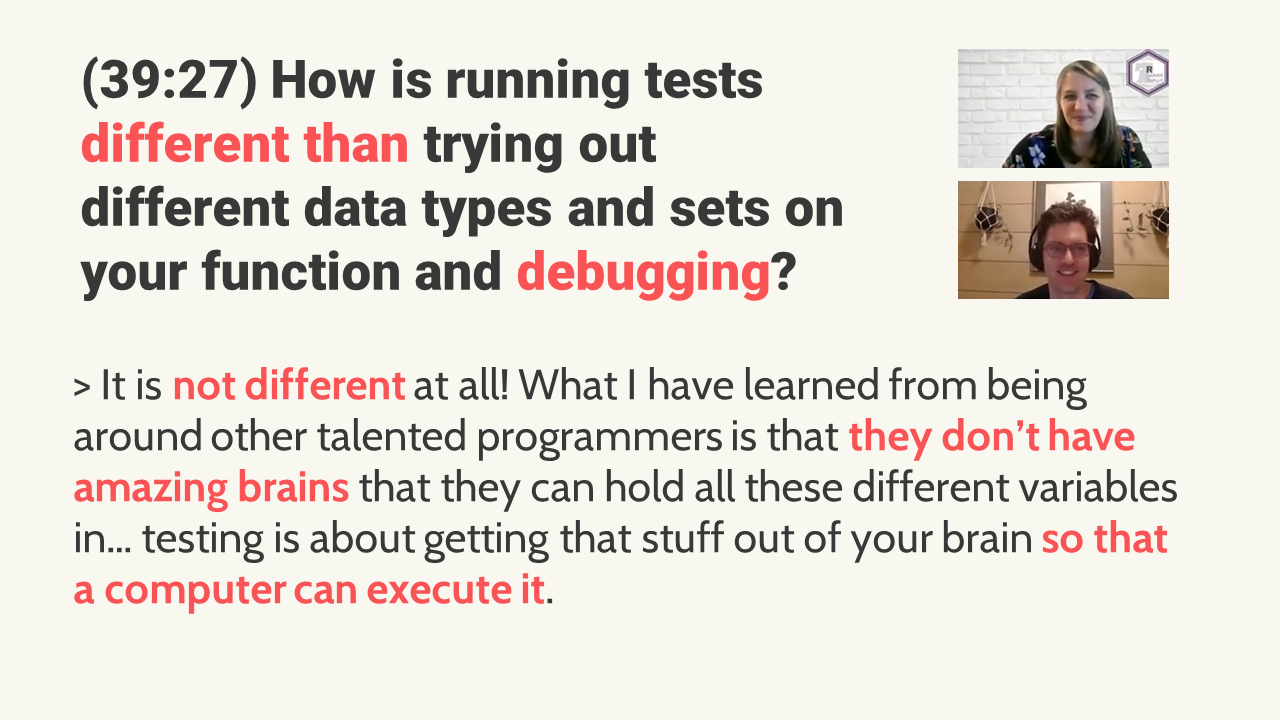 (39:27) How is running tests
different than trying out
different data types and sets on
your function and debugging?
R
> It is not different at all! What I have learned from being
around other talented programmers is that they don’t have
amazing brains that they can hold all these different variables
in... testing is about getting that stuff out of your brain so that
a computer can execute it.